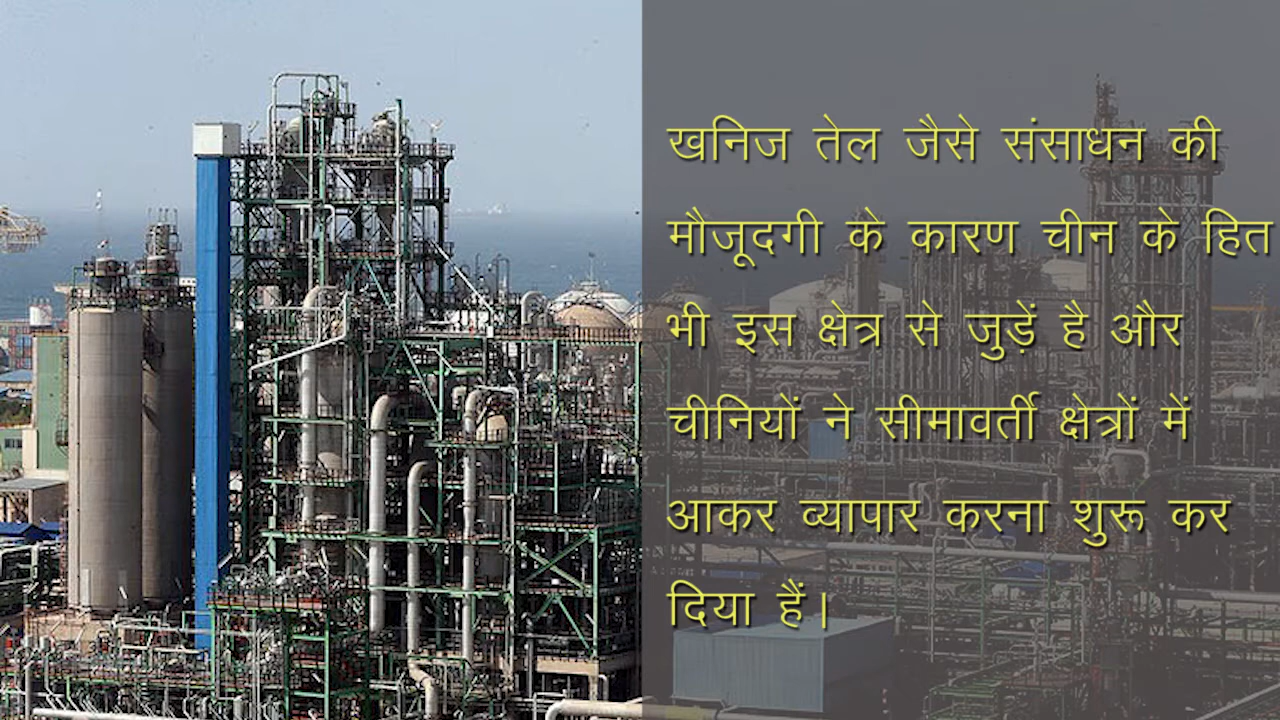 खनिज तेल जैसे संसाधन की
मौजूदगी के कारण चीन के हित
भी इस क्षेत्र से जुड़ें है और
चीनियों ने सीमावर्ती क्षेत्रों में
आकर व्यापार करना शुरू कर
दिया हैं।